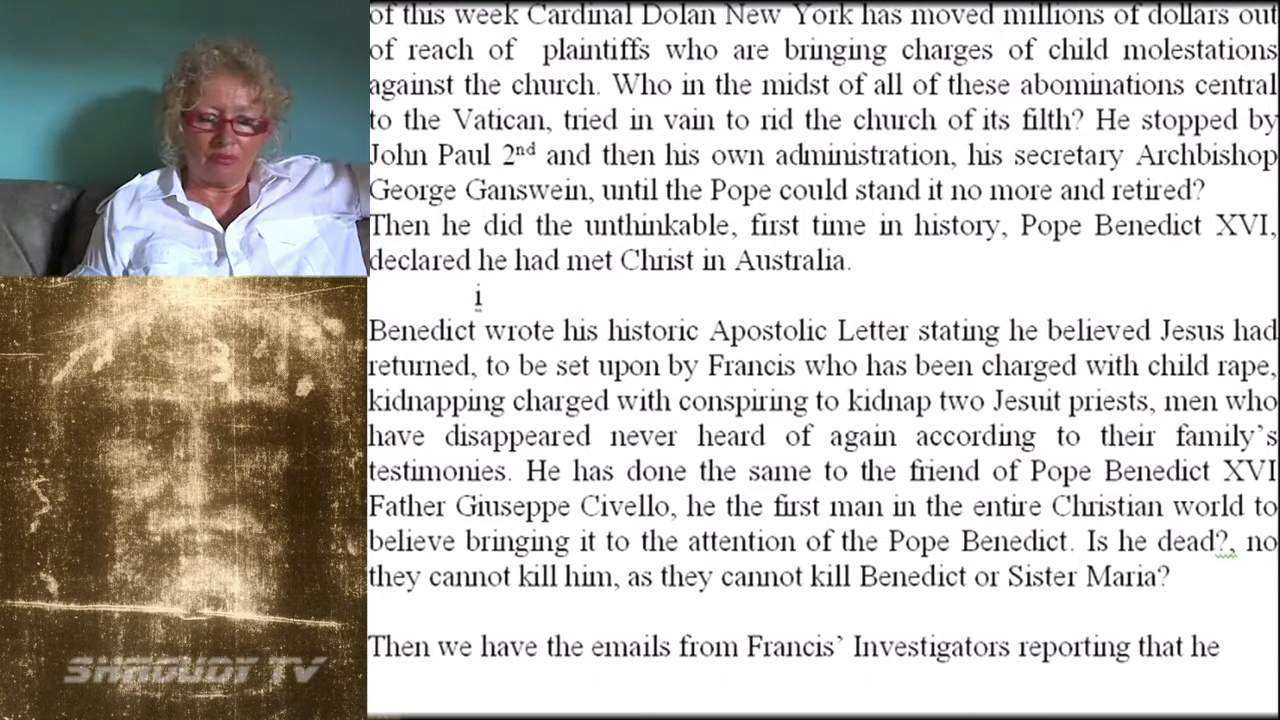 of this week Cardinal Dolan New York has moved millions of dollars out
of reach of plaintiffs who are bringing charges of child molestations
against the church. Who in the midst of all of these abominations central
to the Vatican, tried in vain to rid the church of its filth? He stopped by
John Paul 2nd and then his own administration, his secretary Archbishop
George Ganswein, until the Pope could stand it no more and retired?
Then he did the unthinkable, first time in history, Pope Benedict XVI,
declared he had met Christ in Australia.
i
Benedict wrote his historic Apostolic Letter stating he believed Jesus had
returned, to be set upon by Francis who has been charged with child rape,
kidnapping charged with conspiring to kidnap two Jesuit priests, men who
have disappeared never heard of again according to their family's
testimonies. He has done the same to the friend of Pope Benedict XVI
Father Giuseppe Civello, he the first man in the entire Christian world to
believe bringing it to the attention of the Pope Benedict. Is he dead?, no
they cannot kill him, as they cannot kill Benedict or Sister Maria?
Then we have the emails from Francis' Investigators reporting that he
SHROUDT TV